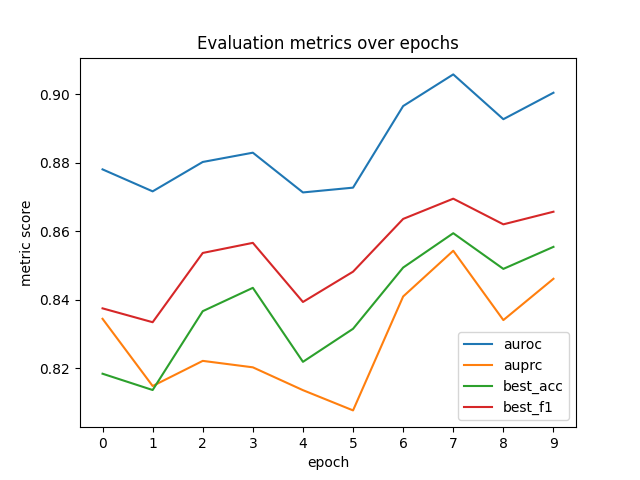 Evaluation metrics over epochs
metric score
0.90
0.88
0.86
0.84
0.82
auroc
auprc
best_acc
best_f1
0 1 2 3 4 5 6 7 8 9
epoch